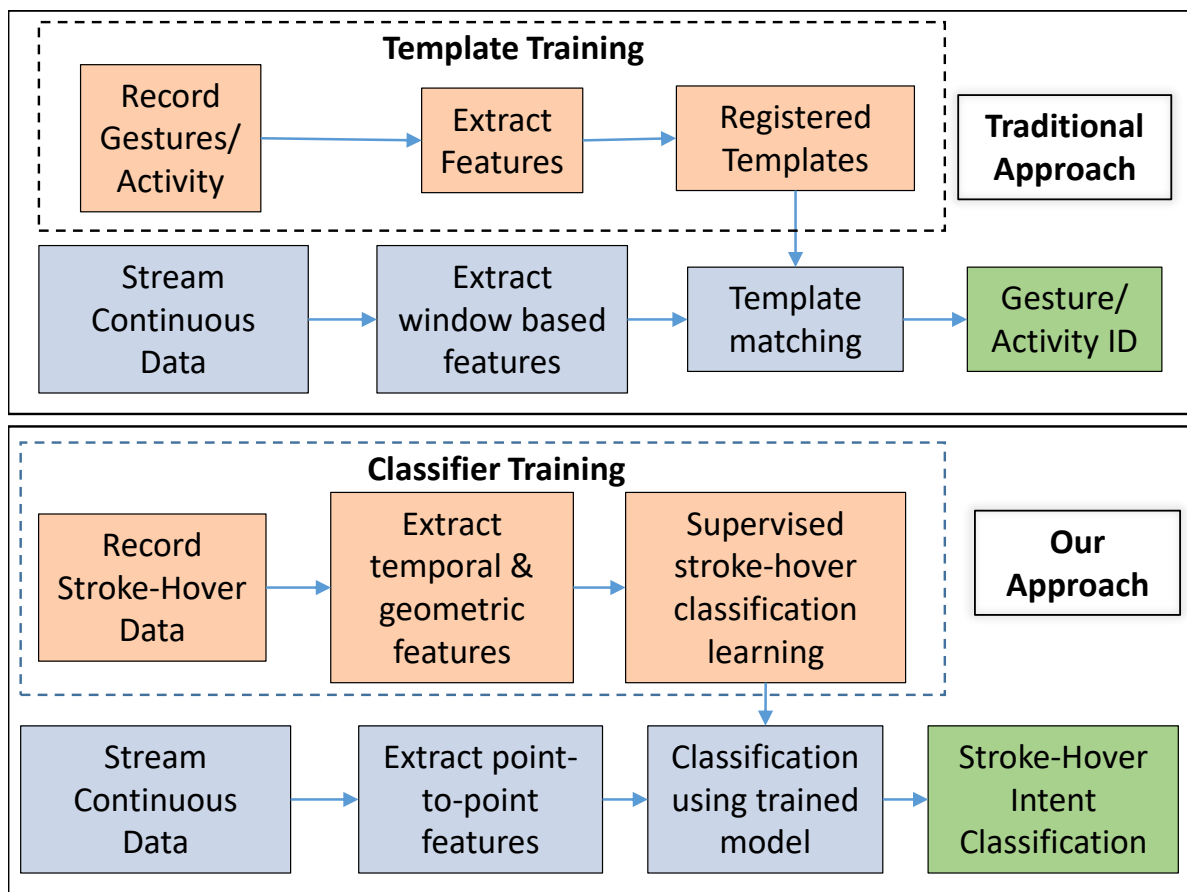 Template Training
Record
Gestures/
Activity
Extract
Features
Registered
Templates
Traditional
Approach
Stream
Continuous
Data
Extract
window based
features
Template
matching
Gesture/
Activity ID
Classifier Training
Record
Stroke-Hover
Data
Extract
temporal &
geometric
features
Supervised
stroke-hover
classification
learning
Our
Approach
Stream
Continuous
Data
Extract point-
to-point
features
Classification
using trained
model
Stroke-Hover
Intent
Classification